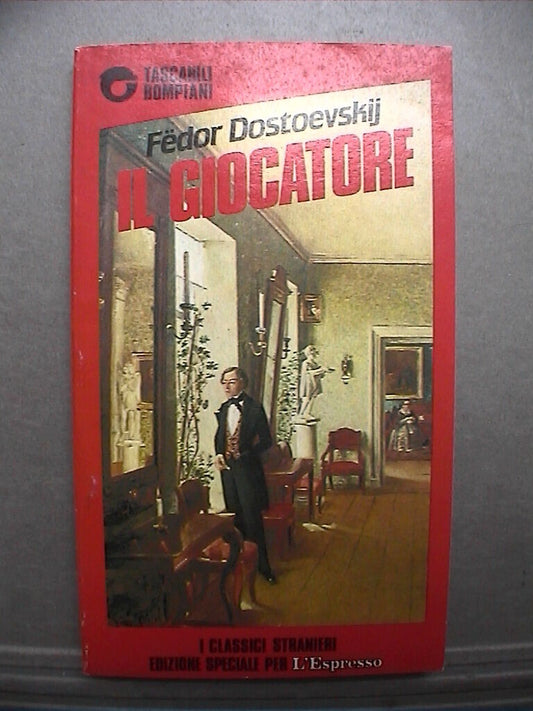 TASCABILI
BOMPIANI
Fëdor Dostoevskij
IL GIOCATORE
I CLASSICI STRANIERI
EDIZIONE SPECIALE PER L'Espresso